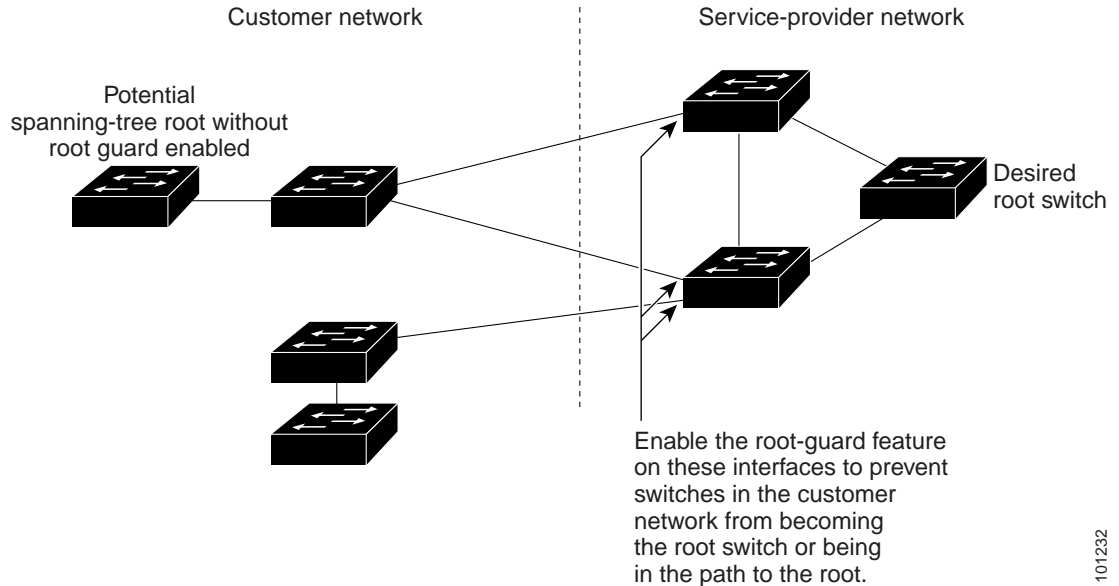 Customer network
Service-provider network
Potential
spanning-tree root without
root guard enabled
Desired
root switch
Enable the root-guard feature
on these interfaces to prevent
switches in the customer
network from becoming
the root switch or being
in the path to the root.
101232